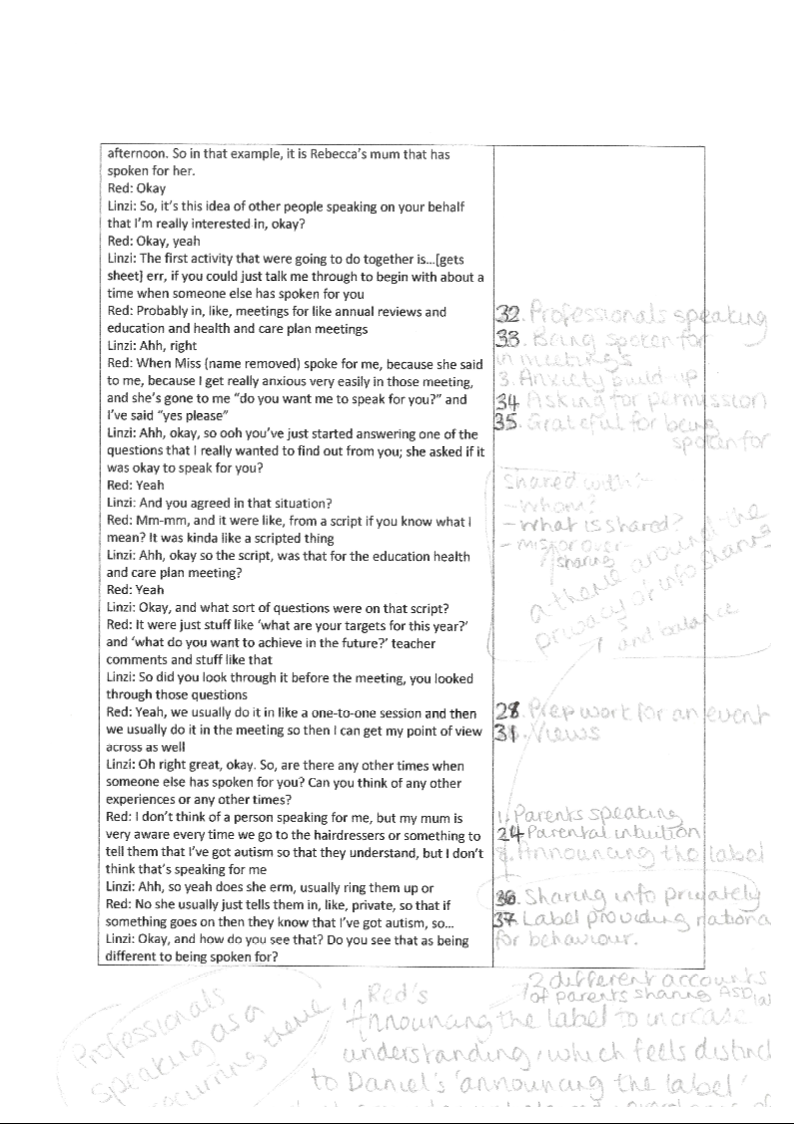 afternoon. So in that example, it is Rebecca's mum that has
spoken for her.
Red: Okay
Linzi: So, it's this idea of other people speaking on your behalf
that I'm really interested in, okay?
Red: Okay, yeah
Linzi: The first activity that were going to do together is...[gets
sheet] err, if you could just talk me through to begin with about a
time when someone else has spoken for you
Red: Probably in, like, meetings for like annual reviews and
education and health and care plan meetings
Linzi: Ahh, right
Red: When Miss (name removed) spoke for me, because she said
to me, because I get really anxious very easily in those meeting,
and she's gone to me "do you want me to speak for you?" and
I've said "yes please"
Linzi: Ahh, okay, so ooh you've just started answering one of the
questions that I really wanted to find out from you; she asked if it
was okay to speak for you?
Red: Yeah
Linzi: And you agreed in that situation?
Red: Mm-mm, and it were like, from a script if you know what I
mean? It was kinda like a scripted thing
Linzi: Ahh, okay so the script, was that for the education health
and care plan meeting?
Red: Yeah
Linzi: Okay, and what sort of questions were on that script?
Red: It were just stuff like 'what are your targets for this year?'
and 'what do you want to achieve in the future?' teacher
comments and stuff like that
Linzi: So did you look through it before the meeting, you looked
through those questions
Red: Yeah, we usually do it in like a one-to-one session and then
we usually do it in the meeting so then I can get my point of view
across as well
Linzi: Oh right great, okay. So, are there any other times when
someone else has spoken for you? Can you think of any other
experiences or any other times?
Red: I don't think of a person speaking for me, but my mum is
very aware every time we go to the hairdressers or something to
tell them that I've got autism so that they understand, but I don't
think that's speaking for me
Linzi: Ahh, so yeah does she erm, usually ring them up or
Red: No she usually just tells them in, like, private, so that if
something goes on then they know that I've got autism, so...
Linzi: Okay, and how do you see that? Do you see that as being
different to being spoken for?
32. Professionals speaking
33. Being spoken for
in meetings
3. Anxiety build-up
34 Asking for permission
35. Grateful for being
spoken for
Shared with:-
- Whom?
- What is shared?
- mis/or over-
sharing
a theme around the
privacy of info sharing
and balance
28. Prep work for an event
31. Views
1. Parents speaking
24 Parental intuition
8. Announcing the label
36. Sharing info privately
37. Label providing rationa
for behaviour.
2 different accounts
of parents sharing ASD
Professionals
speaking as a
occurring theme
Red's
'Announcing the label to increase
understanding, which feels distinct
to Daniel's 'announcing the label'